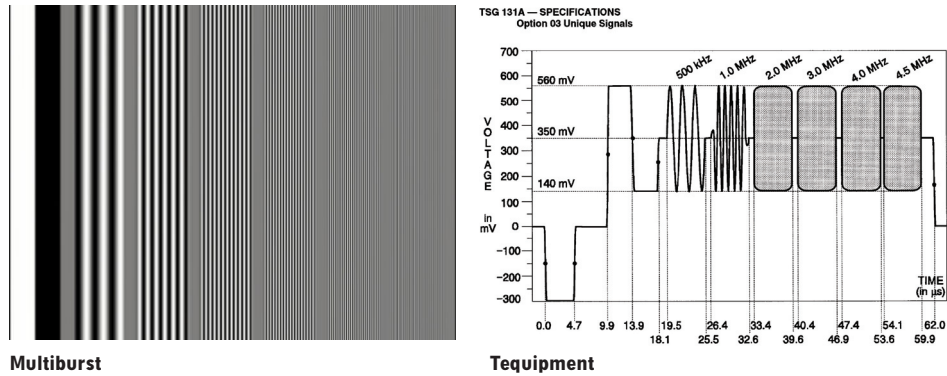 TSG 131A — SPECIFICATIONS
Option 03 Unique Signals
700
600
500
400
300
200
100
0
−100
−200
−300
VOLTAGE
in
mV
560 mV
350 mV
140 mV
500 kHz
1.0 MHz
2.0 MHz
3.0 MHz
4.0 MHz
4.5 MHz
TIME
(in µs)
0.0 4.7 9.9 13.9 19.5 26.4 33.4 40.4 47.4 54.1 62.0
18.1 25.5 32.6 39.6 46.9 53.6 59.9
Multiburst
Tequipment